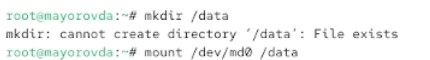 root@mayorovda:~# mkdir /data
mkdir: cannot create directory ‘/data’: File exists
root@mayorovda:~# mount /dev/md0 /data